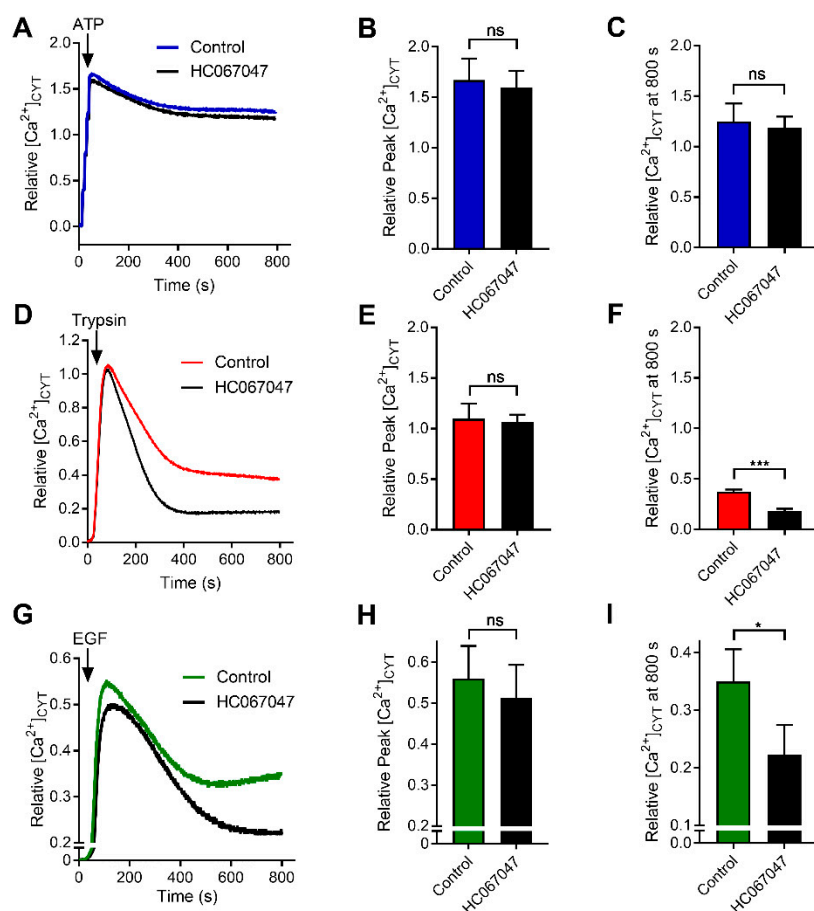 A
ATP
Control
HC067047
Relative [Ca²⁺]CYT
2.0
1.5
1.0
0.5
0.0
0 200 400 600 800
Time (s)
B
ns
Relative Peak [Ca²⁺]CYT
2.0
1.5
1.0
0.5
0.0
Control
HC067047
C
ns
Relative [Ca²⁺]CYT at 800 s
2.0
1.5
1.0
0.5
0.0
Control
HC067047
D
Trypsin
Control
HC067047
Relative [Ca²⁺]CYT
1.2
1.0
0.8
0.6
0.4
0.2
0.0
0 200 400 600 800
Time (s)
E
ns
Relative Peak [Ca²⁺]CYT
2.0
1.5
1.0
0.5
0.0
Control
HC067047
F
***
Relative [Ca²⁺]CYT at 800 s
2.0
1.5
1.0
0.5
0.0
Control
HC067047
G
EGF
Control
HC067047
Relative [Ca²⁺]CYT
0.6
0.5
0.4
0.3
0.2
0
0 200 400 600 800
Time (s)
H
ns
Relative Peak [Ca²⁺]CYT
0.6
0.5
0.4
0.3
0.2
0
Control
HC067047
I
*
Relative [Ca²⁺]CYT at 800 s
0.4
0.3
0.2
0.1
0
Control
HC067047